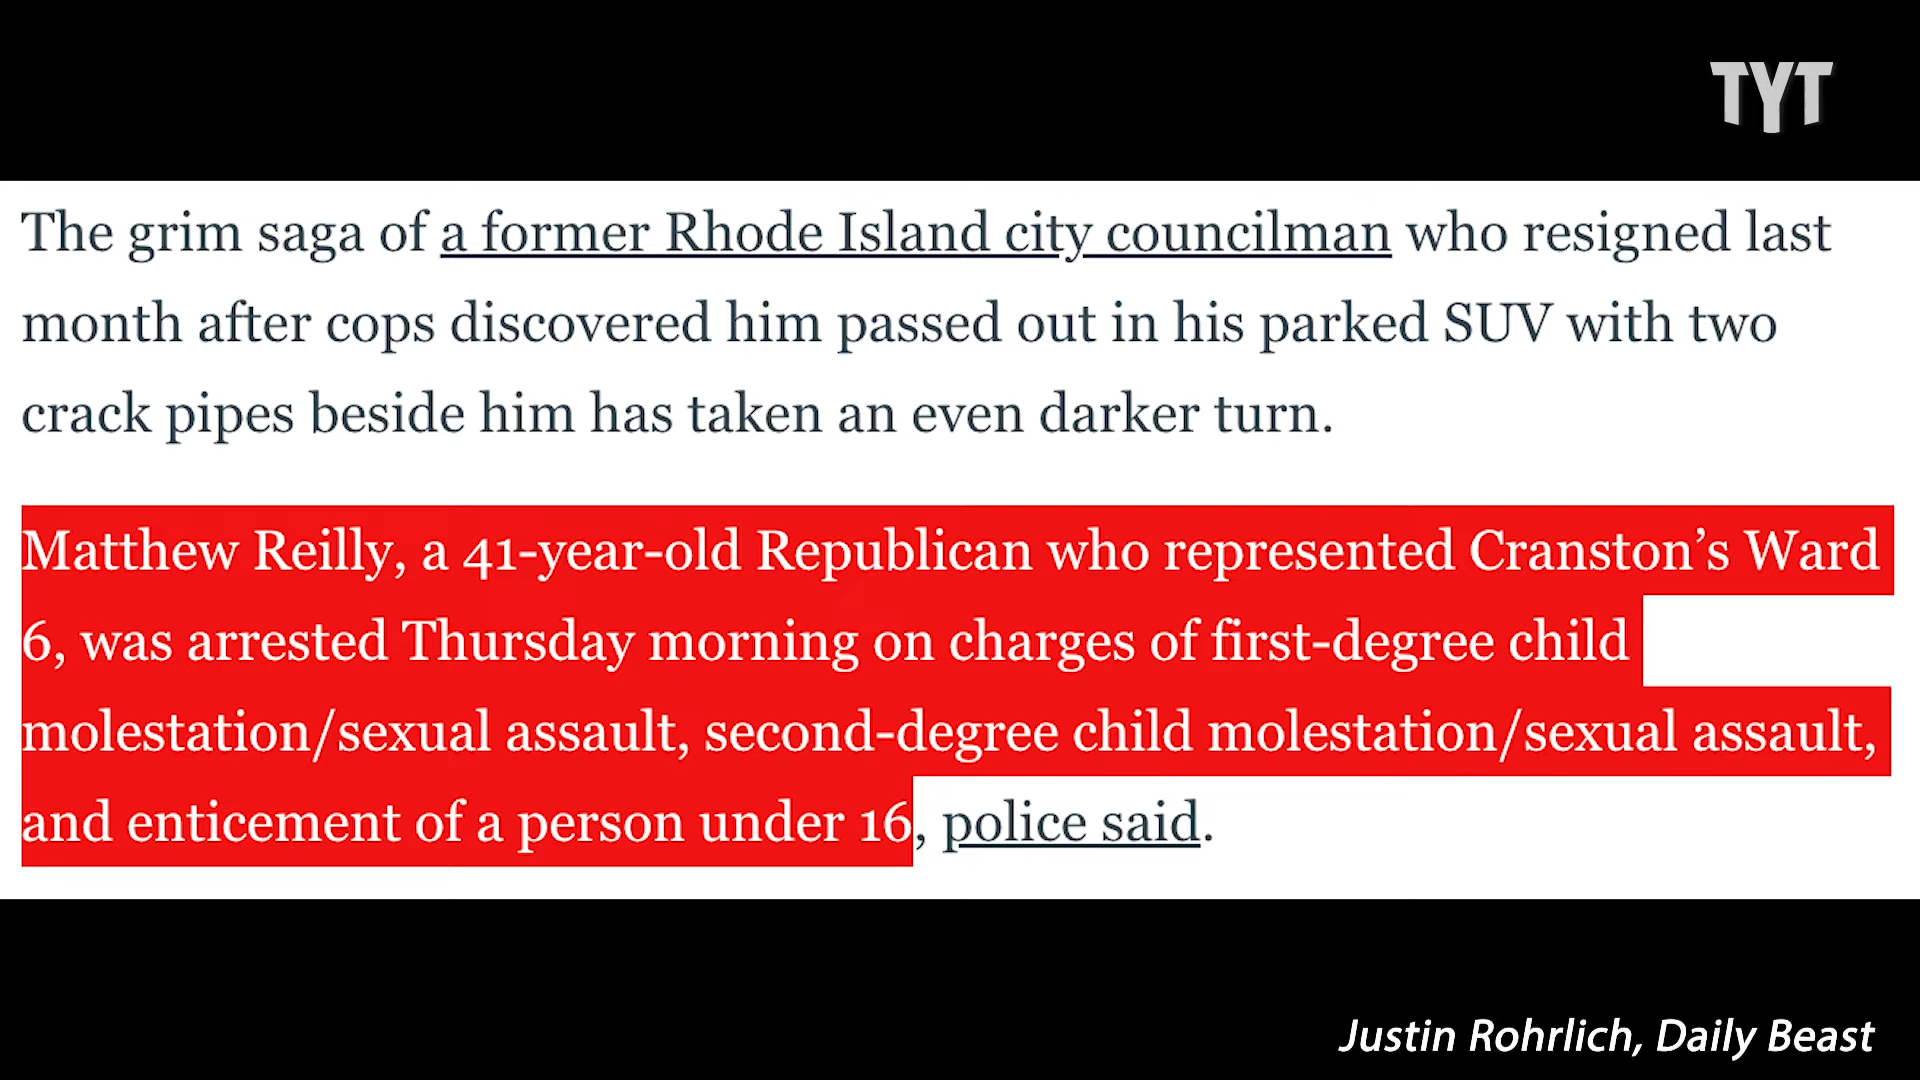 TYT
The grim saga of a former Rhode Island city councilman who resigned last
month after cops discovered him passed out in his parked SUV with two
crack pipes beside him has taken an even darker turn.
Matthew Reilly, a 41-year-old Republican who represented Cranston’s Ward
6, was arrested Thursday morning on charges of first-degree child
molestation/sexual assault, second-degree child molestation/sexual assault,
and enticement of a person under 16, police said.
Justin Rohrlich, Daily Beast